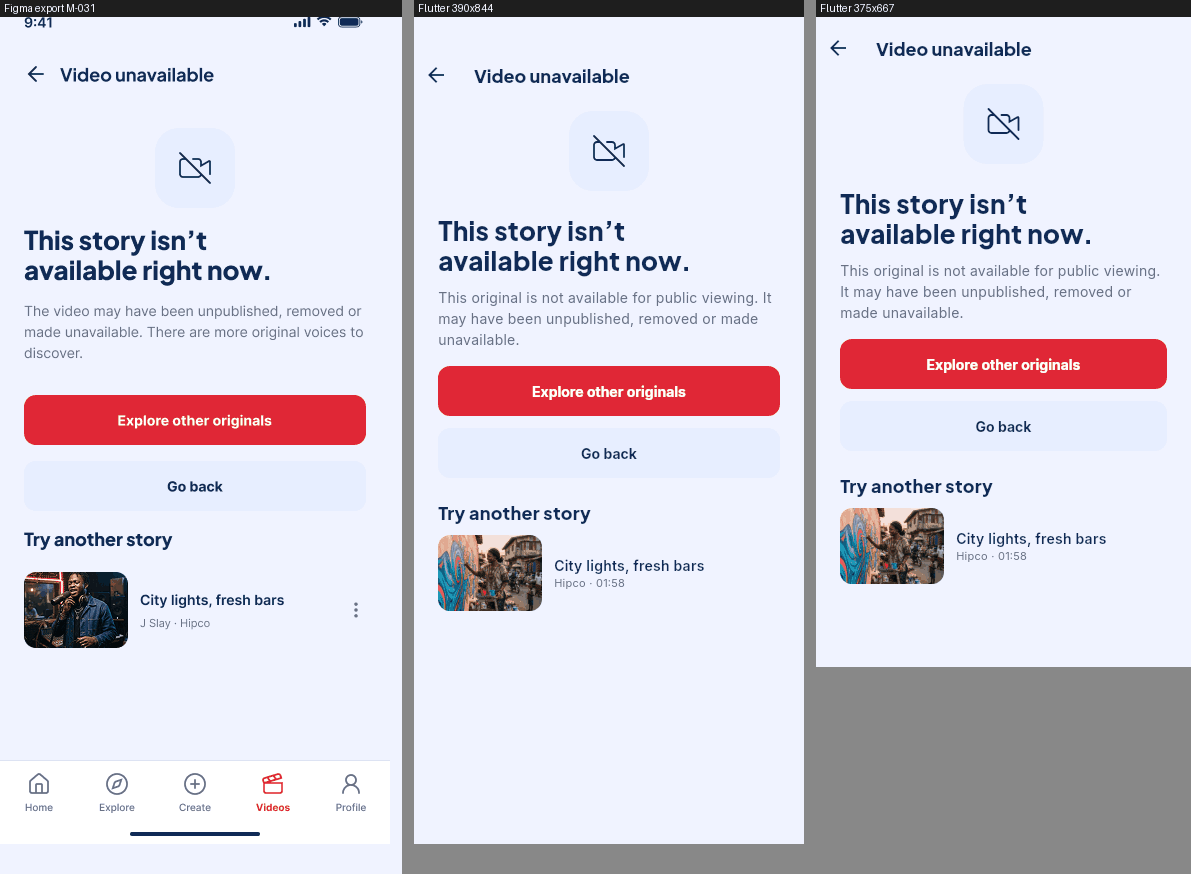 Figma export M-031
9:41
Video unavailable
This story isn’t
available right now.
The video may have been unpublished, removed or
made unavailable. There are more original voices to
discover.
Explore other originals
Go back
Try another story
City lights, fresh bars
J Slay · Hipco
Home
Explore
Create
Videos
Profile
Flutter 390x844
Video unavailable
This story isn’t
available right now.
This original is not available for public viewing. It
may have been unpublished, removed or made
unavailable.
Explore other originals
Go back
Try another story
City lights, fresh bars
Hipco · 01:58
Flutter 375x667
Video unavailable
This story isn’t
available right now.
This original is not available for public viewing.
It may have been unpublished, removed or
made unavailable.
Explore other originals
Go back
Try another story
City lights, fresh bars
Hipco · 01:58